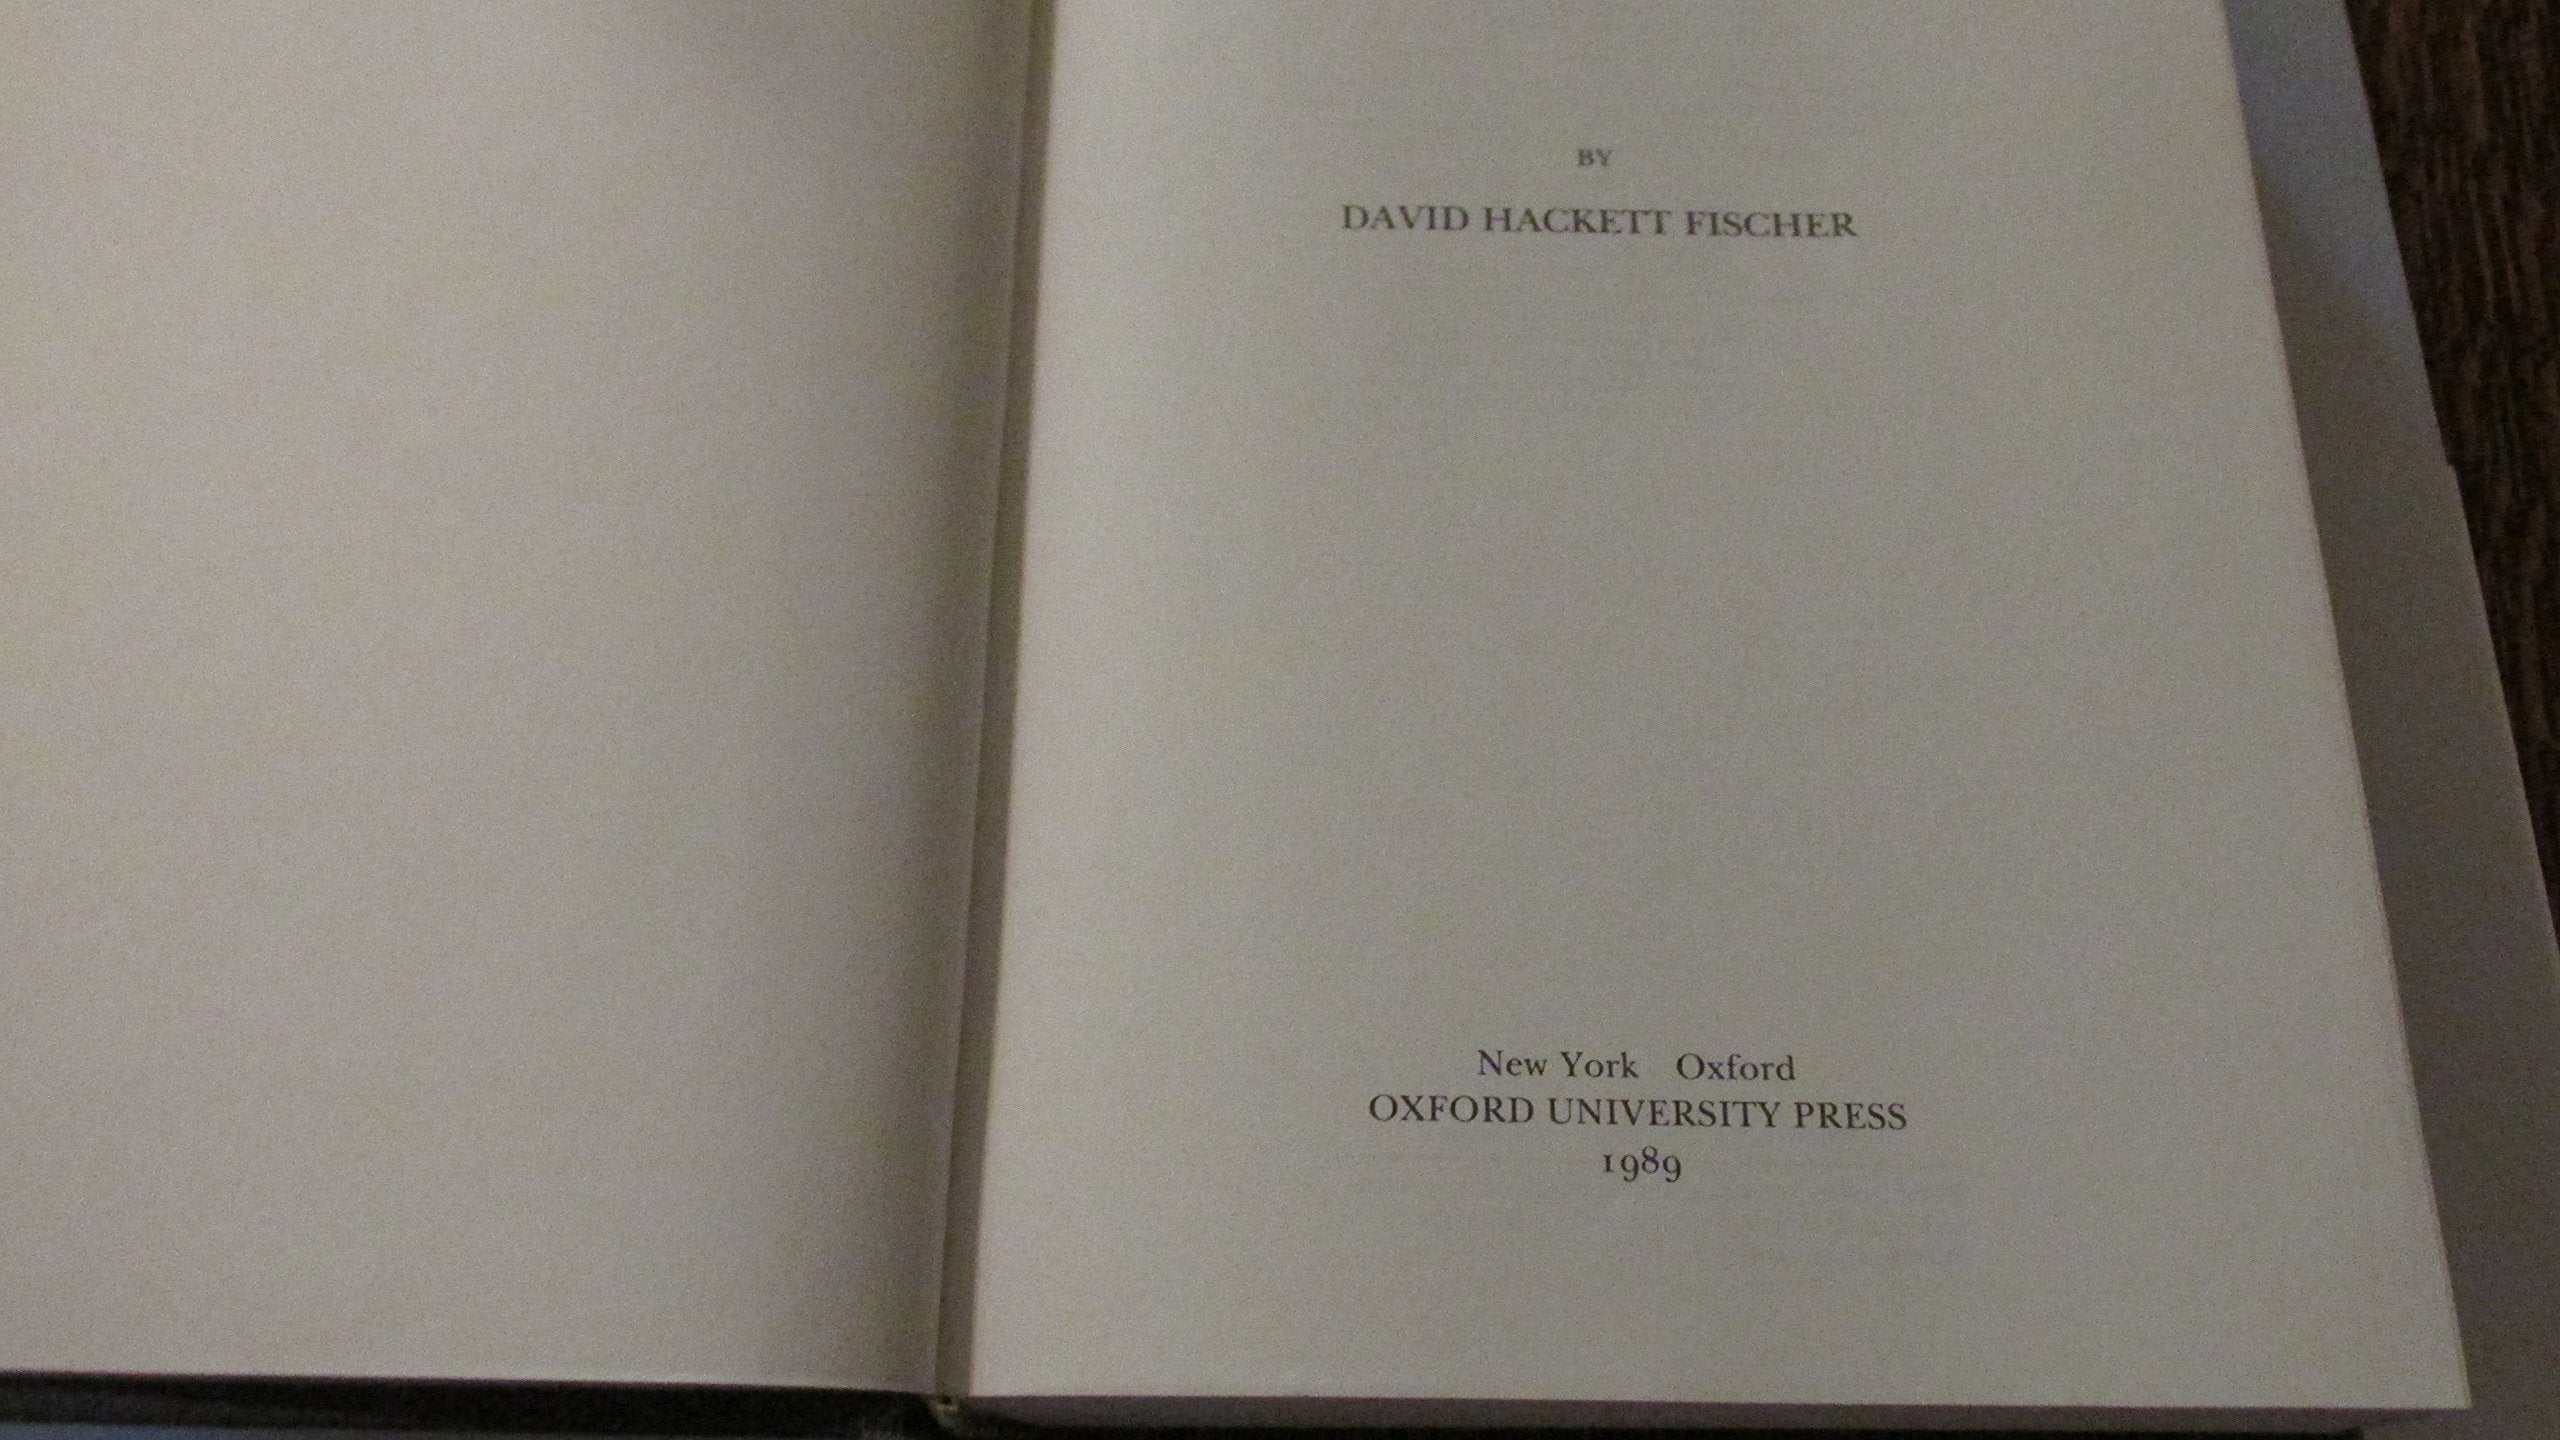 BY
DAVID HACKETT FISCHER
New York Oxford
OXFORD UNIVERSITY PRESS
1989